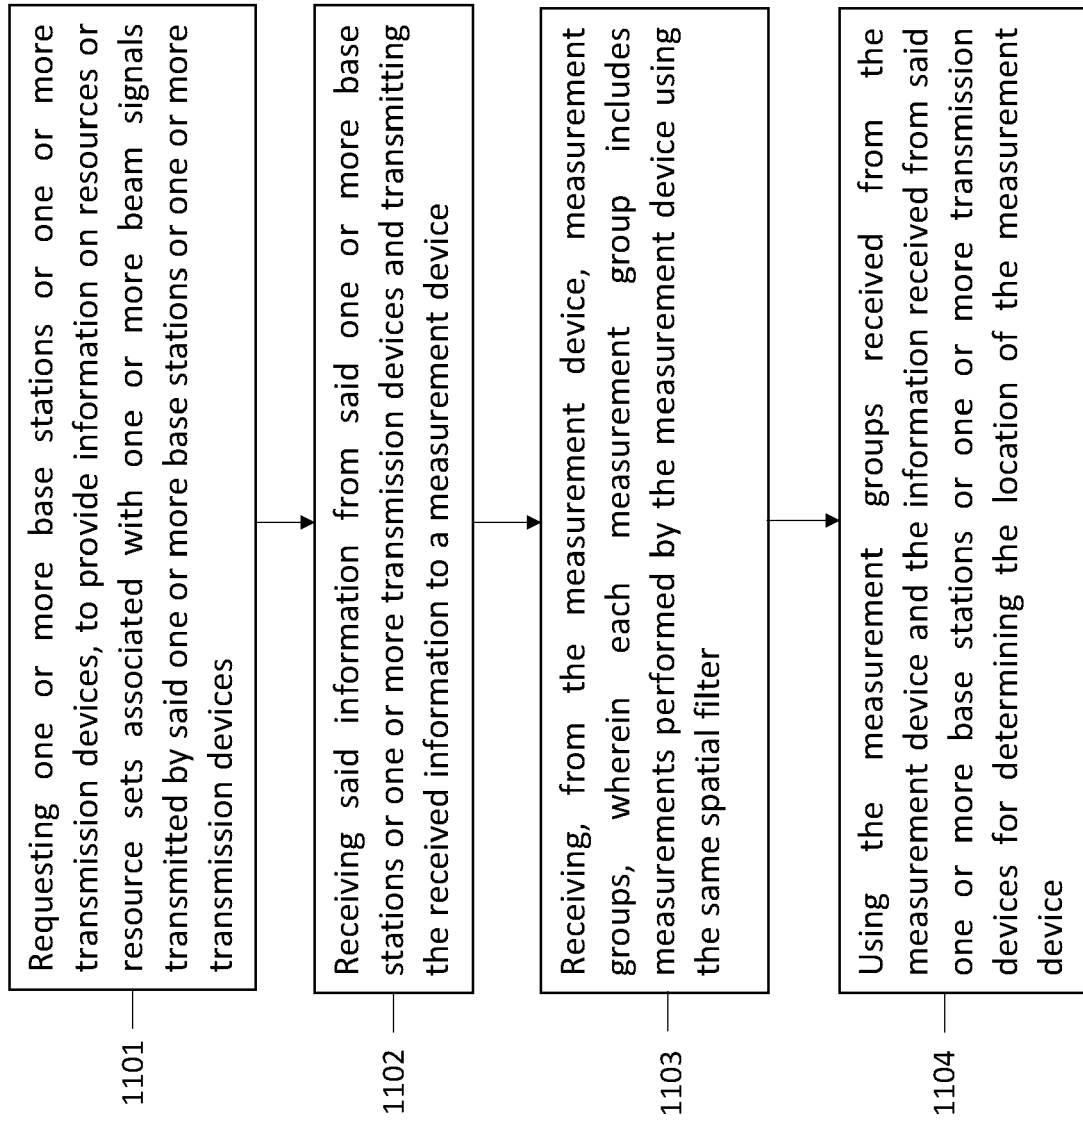 1101
Requesting one or more base stations or one or more
transmission devices, to provide information on resources or
resource sets associated with one or more beam signals
transmitted by said one or more base stations or one or more
transmission devices
1102
Receiving said information from said one or more base
stations or one or more transmission devices and transmitting
the received information to a measurement device
1103
Receiving, from the measurement device, measurement
groups, wherein each measurement group includes
measurements performed by the measurement device using
the same spatial filter
1104
Using the measurement groups received from the
measurement device and the information received from said
one or more base stations or one or more transmission
devices for determining the location of the measurement
device